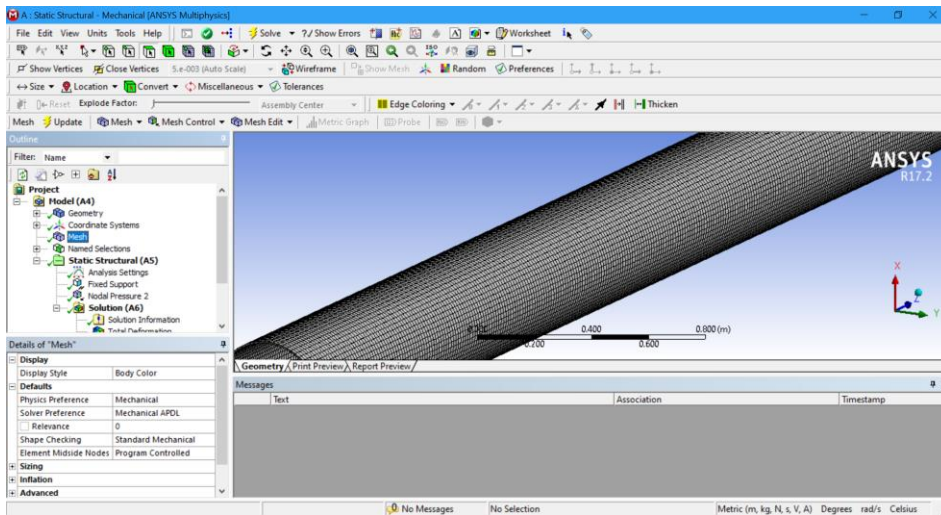 A : Static Structural - Mechanical [ANSYS Multiphysics]
File Edit View Units Tools Help Solve ?/ Show Errors Worksheet
Show Vertices Close Vertices 5.e-003 (Auto Scale) Wireframe Show Mesh Random Preferences
Size Location Convert Miscellaneous Tolerances
Reset Explode Factor: Assembly Center Edge Coloring Thicken
Mesh Update Mesh Mesh Control Mesh Edit Metric Graph Probe
Outline
Filter: Name
Project
Model (A4)
Geometry
Coordinate Systems
Mesh
Named Selections
Static Structural (A5)
Analysis Settings
Fixed Support
Nodal Pressure 2
Solution (A6)
Solution Information
Total Deformation
ANSYS
R17.2
X
Y
Z
0.000 0.400 0.800 (m)
0.200 0.600
Geometry Print Preview Report Preview
Details of "Mesh"
Display
Display Style Body Color
Defaults
Physics Preference Mechanical
Solver Preference Mechanical APDL
Relevance 0
Shape Checking Standard Mechanical
Element Midside Nodes Program Controlled
Sizing
Inflation
Advanced
Messages
Text Association Timestamp
No Messages No Selection Metric (m, kg, N, s, V, A) Degrees rad/s Celsius